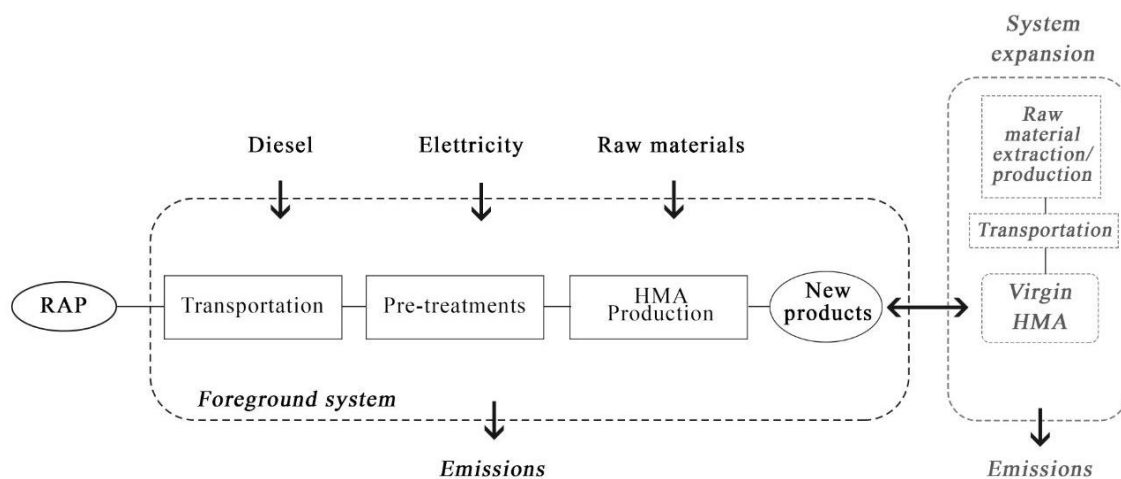 System
expansion
Diesel
Elettricity
Raw materials
Raw
material
extraction/
production
Transportation
RAP
Transportation
Pre-treatments
HMA
Production
New
products
Virgin
HMA
Foreground system
Emissions
Emissions